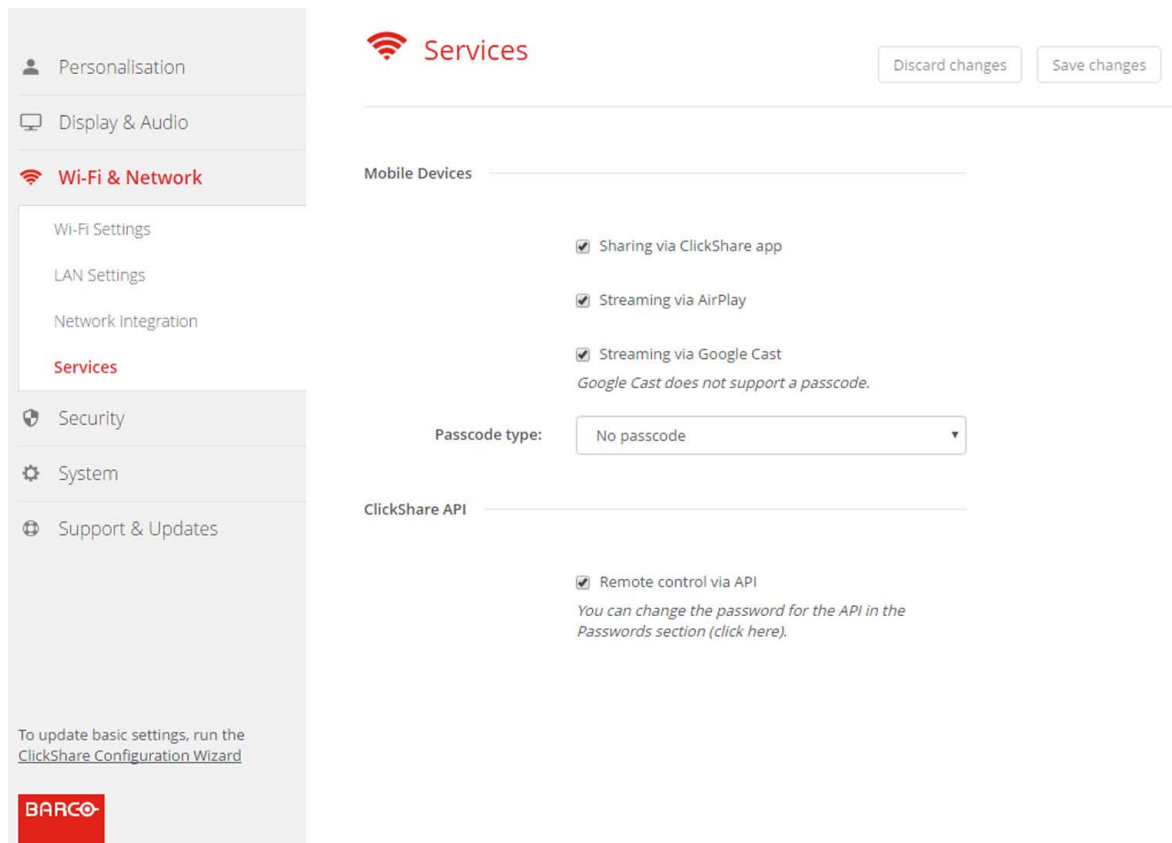 Personalisation
Display & Audio
Wi-Fi & Network
Wi-Fi Settings
LAN Settings
Network Integration
Services
Security
System
Support & Updates
To update basic settings, run the
ClickShare Configuration Wizard
BARCO
Services
Discard changes
Save changes
Mobile Devices
Sharing via ClickShare app
Streaming via AirPlay
Streaming via Google Cast
Google Cast does not support a passcode.
Passcode type:
No passcode
ClickShare API
Remote control via API
You can change the password for the API in the
Passwords section (click here).